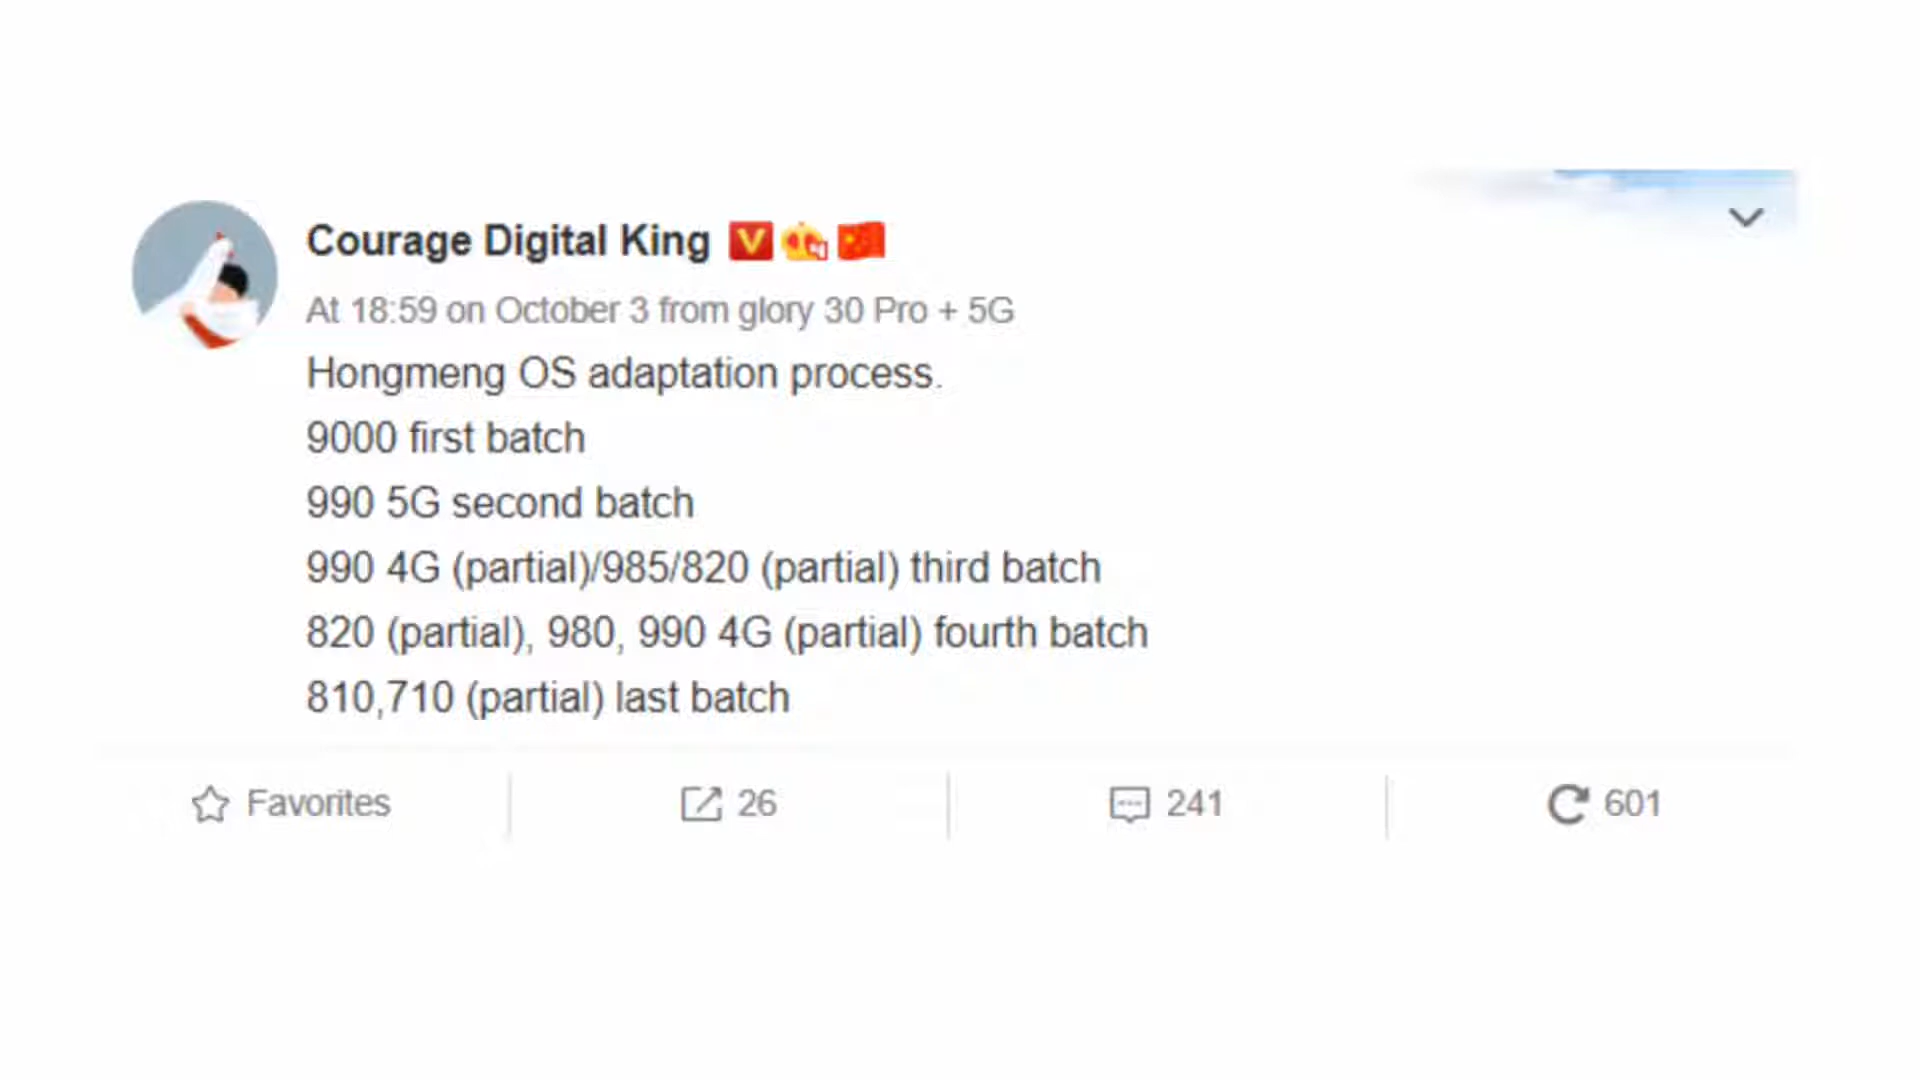 Courage Digital King
At 18:59 on October 3 from glory 30 Pro + 5G
Hongmeng OS adaptation process.
9000 first batch
990 5G second batch
990 4G (partial)/985/820 (partial) third batch
820 (partial), 980, 990 4G (partial) fourth batch
810,710 (partial) last batch
Favorites 26 241 601